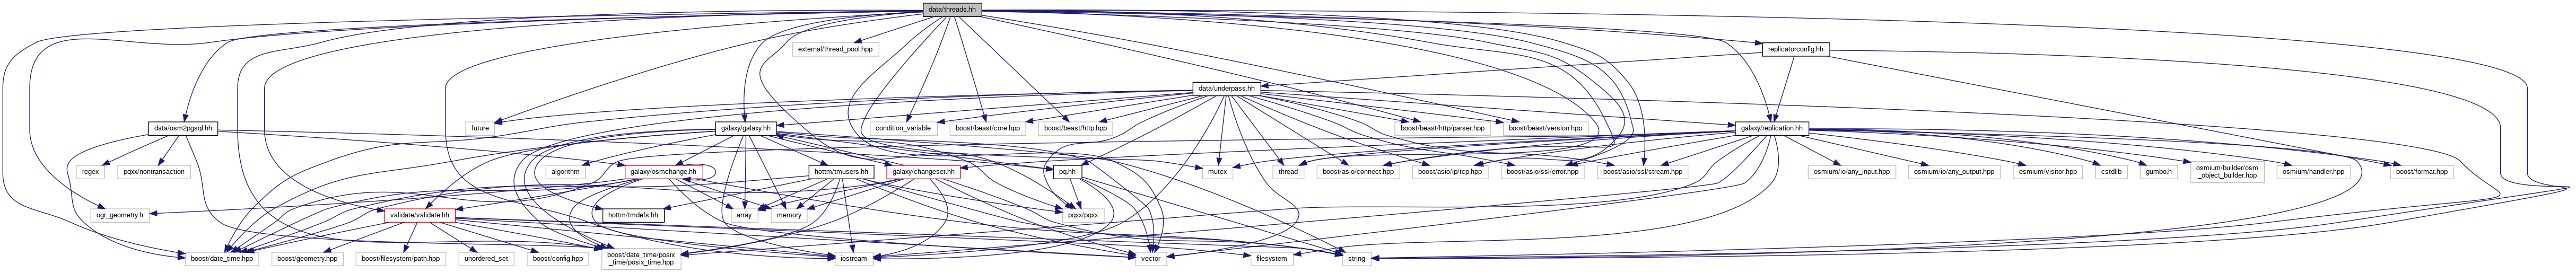 data/threads.hh
external/thread_pool.hpp
replicatorconfig.hh
data/underpass.hh
data/osm2pgsql.hh
future
galaxy/galaxy.hh
condition_variable
boost/beast/core.hpp
boost/beast/http.hpp
boost/beast/http/parser.hpp
boost/beast/version.hpp
galaxy/replication.hh
regex
pqxx/nontransaction
algorithm
galaxy/osmchange.hh
hottm/tmusers.hh
galaxy/changeset.hh
pq.hh
mutex
thread
boost/asio/connect.hpp
boost/asio/ip/tcp.hpp
boost/asio/ssl/error.hpp
boost/asio/ssl/stream.hpp
osmium/io/any_input.hpp
osmium/io/any_output.hpp
osmium/visitor.hpp
cstdlib
gumbo.h
osmium/builder/osm
_object_builder.hpp
osmium/handler.hpp
boost/format.hpp
ogr_geometry.h
validate/validate.hh
hottm/tmdefs.hh
array
memory
pqxx/pqxx
boost/date_time.hpp
boost/geometry.hpp
boost/filesystem/path.hpp
unordered_set
boost/config.hpp
boost/date_time/posix
_time/posix_time.hpp
iostream
vector
filesystem
string